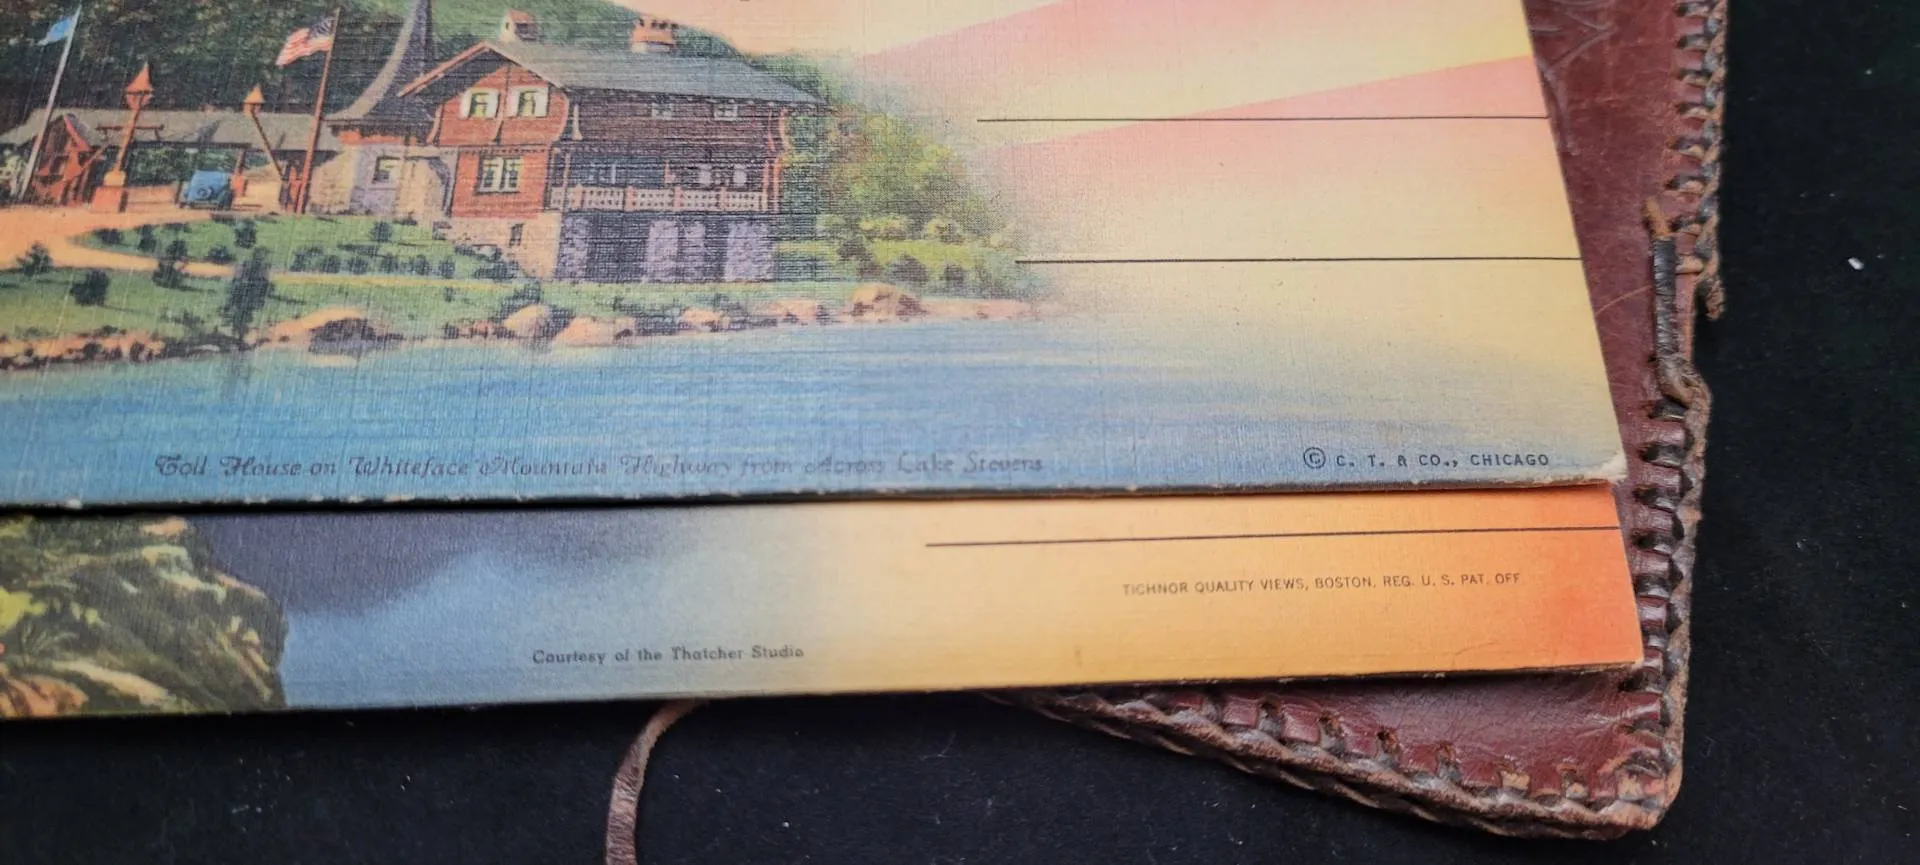 Toll House on Whiteface Mountain Highway from Across Lake Stevens
© C. T. & CO., CHICAGO
TICHNOR QUALITY VIEWS, BOSTON, REG. U. S. PAT. OFF.
Courtesy of the Thatcher Studio